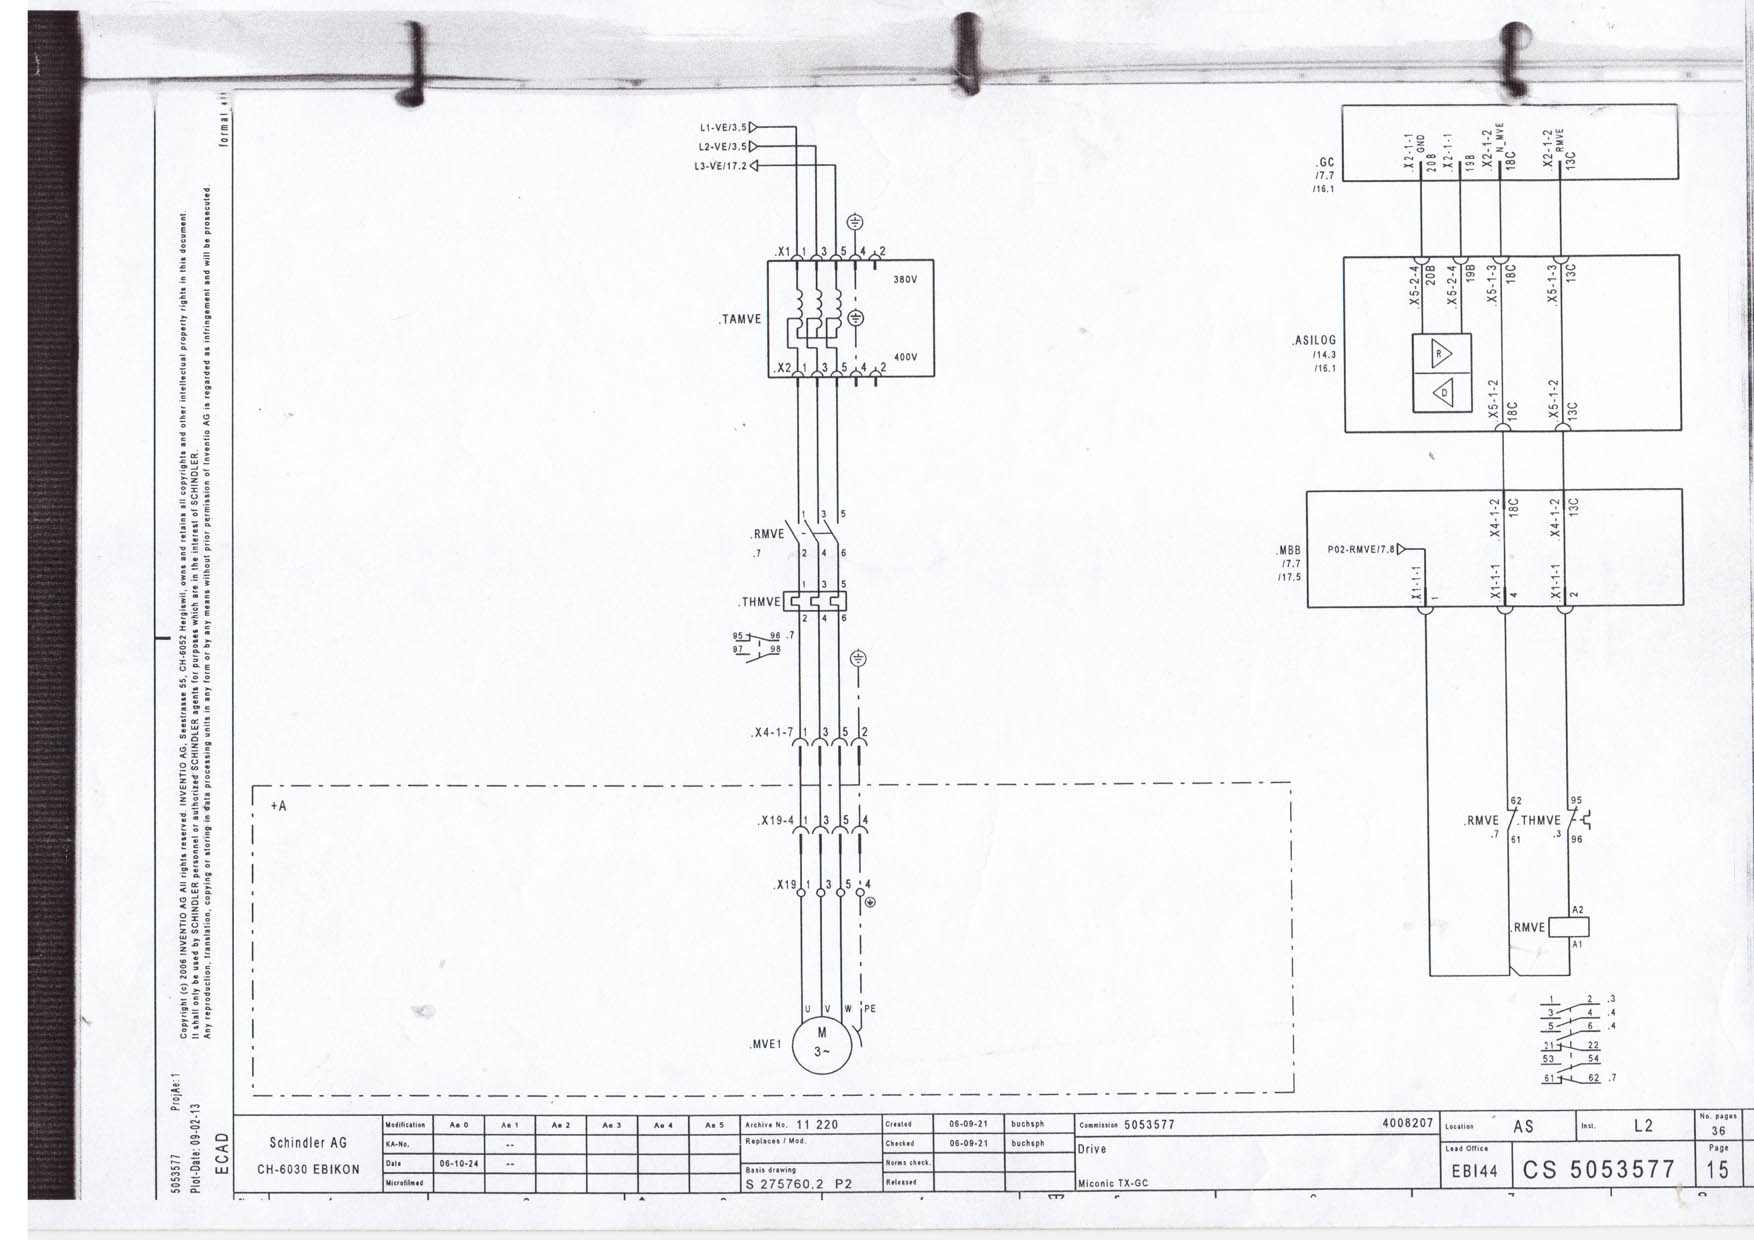 format
Copyright (c) 2006 INVENTIO AG All rights reserved. INVENTIO AG, Seestrasse 55, CH-6052 Hergiswil, owns and retains all copyrights and other intellectual property rights in this document.
It shall only be used by SCHINDLER personnel or authorized SCHINDLER agents for purposes which are in the interest of SCHINDLER.
Any reproduction, translation, copying or storing in data processing units in any form or by any means without prior permission of Inventio AG is regarded as infringement and will be prosecuted.
5053577 ProjAe: 1
Plot-Date: 09-02-13
ECAD
L1-VE/3.5
L2-VE/3.5
L3-VE/17.2
.X1 1 3 5 4 2
380V
.TAMVE
400V
.X2 1 3 5 4 2
1 3 5
.RMVE
.7 2 4 6
1 3 5
.THMVE
2 4 6
95 96 .7
97 98
.X4-1-7 1 3 5 2
+A
.X19-4 1 3 5 4
.X19 1 3 5 4
U V W PE
.MVE1
M
3~
.GC
/7.7
/16.1
.X2-1-1
GND
20B
.X2-1-1
19B
.X2-1-2
N_MVE
18C
.X2-1-2
RMVE
13C
.X5-2-4
20B
.X5-2-4
19B
.X5-1-3
18C
.X5-1-3
13C
.ASILOG
/14.3
/16.1
R
D
.X5-1-2
18C
.X5-1-2
13C
.MBB
/7.7
/17.5
P02-RMVE/7.8
.X4-1-2
18C
.X4-1-2
13C
.X1-1-1
1
.X1-1-1
4
.X1-1-1
2
62
.RMVE
.7
61
95
.THMVE
.3
96
A2
.RMVE
A1
1 2 .3
3 4 .4
5 6 .4
21 22
53 54
61 62 .7
Schindler AG
CH-6030 EBIKON
Modification Ae 0 Ae 1 Ae 2 Ae 3 Ae 4 Ae 5
KA-No. --
Date 06-10-24 --
Microfilmed
Archive No. 11 220
Replaces / Mod.
Basis drawing
S 275760.2 P2
Created 06-09-21 buchsph
Checked 06-09-21 buchsph
Norms check.
Released
Commission 5053577 4008207
Drive
Miconic TX-GC
Location AS Inst. L2
Lead Office
EBI44
CS 5053577
No. pages
36
Page
15